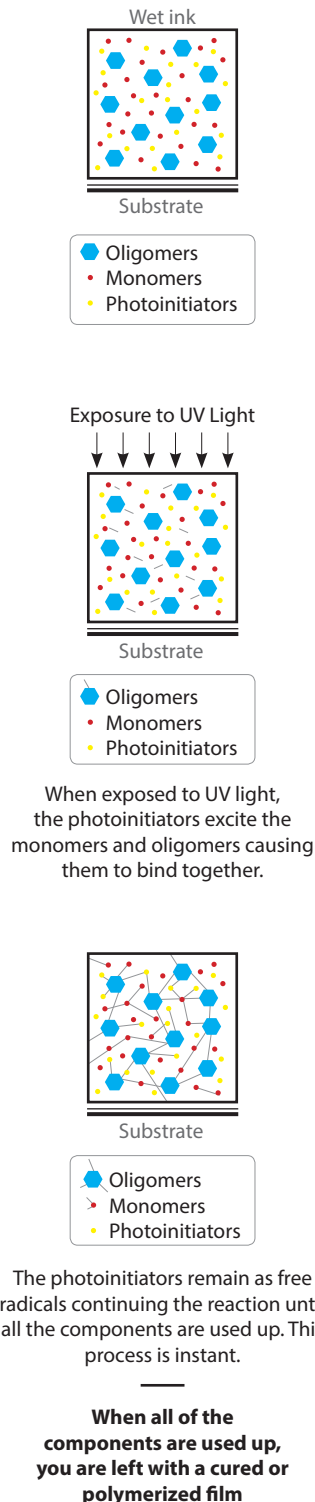 Wet ink
Substrate
Oligomers
Monomers
Photoinitiators
Exposure to UV Light
Substrate
Oligomers
Monomers
Photoinitiators
When exposed to UV light,
the photoinitiators excite the
monomers and oligomers causing
them to bind together.
Substrate
Oligomers
Monomers
Photoinitiators
The photoinitiators remain as free
radicals continuing the reaction unt
all the components are used up. Thi
process is instant.
When all of the
components are used up,
you are left with a cured or
polymerized film